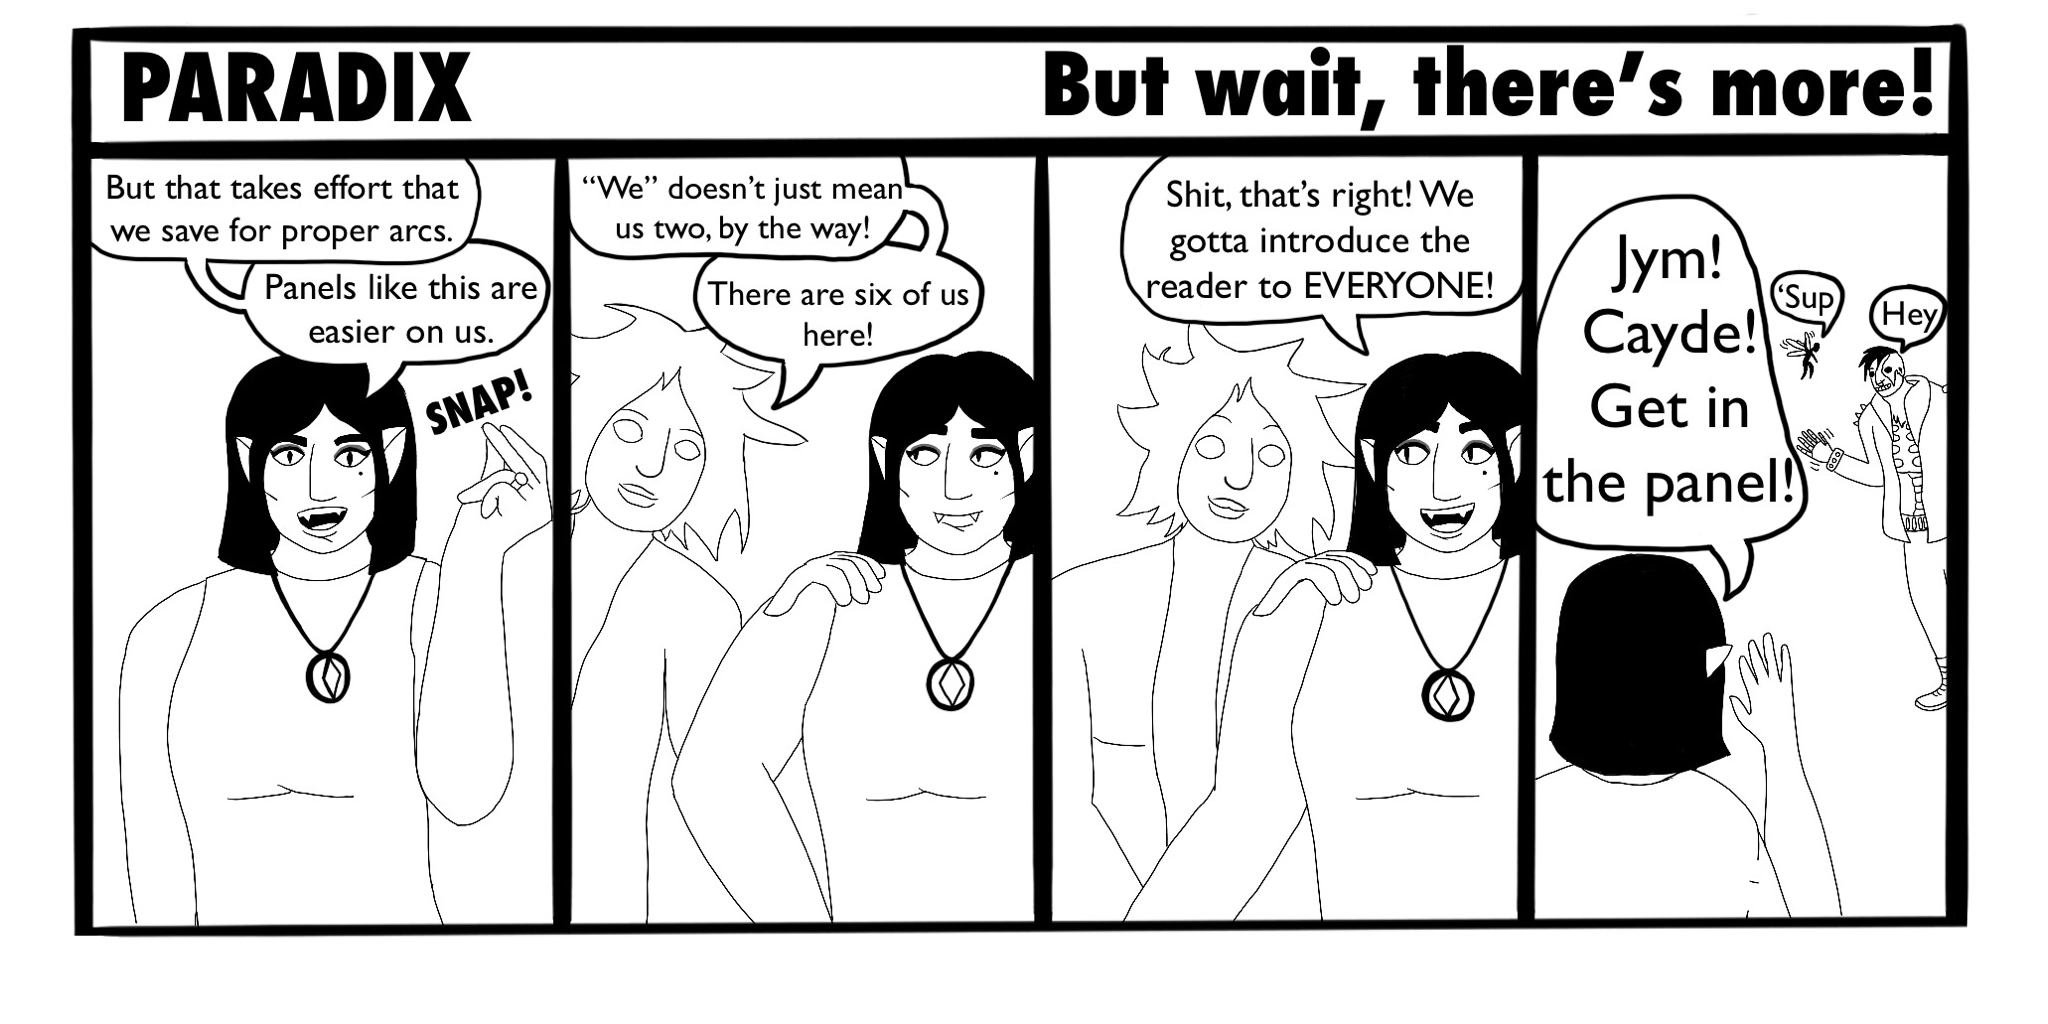 PARADIX
But wait, there’s more!
But that takes effort that
we save for proper arcs.
Panels like this are
easier on us.
SNAP!
“We” doesn’t just mean
us two, by the way!
There are six of us
here!
Shit, that’s right! We
gotta introduce the
reader to EVERYONE!
Jym!
Cayde!
Get in
the panel!
‘Sup
Hey